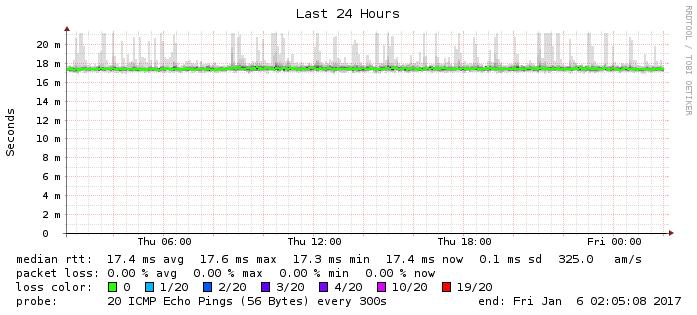 Last 24 Hours
RRDTOOL / TOBI OETIKER
Seconds
20 m
18 m
16 m
14 m
12 m
10 m
8 m
6 m
4 m
2 m
0
Thu 06:00 Thu 12:00 Thu 18:00 Fri 00:00
median rtt: 17.4 ms avg 17.6 ms max 17.3 ms min 17.4 ms now 0.1 ms sd 325.0 am/s
packet loss: 0.00 % avg 0.00 % max 0.00 % min 0.00 % now
loss color: 0 1/20 2/20 3/20 4/20 10/20 19/20
probe: 20 ICMP Echo Pings (56 Bytes) every 300s end: Fri Jan 6 02:05:08 2017